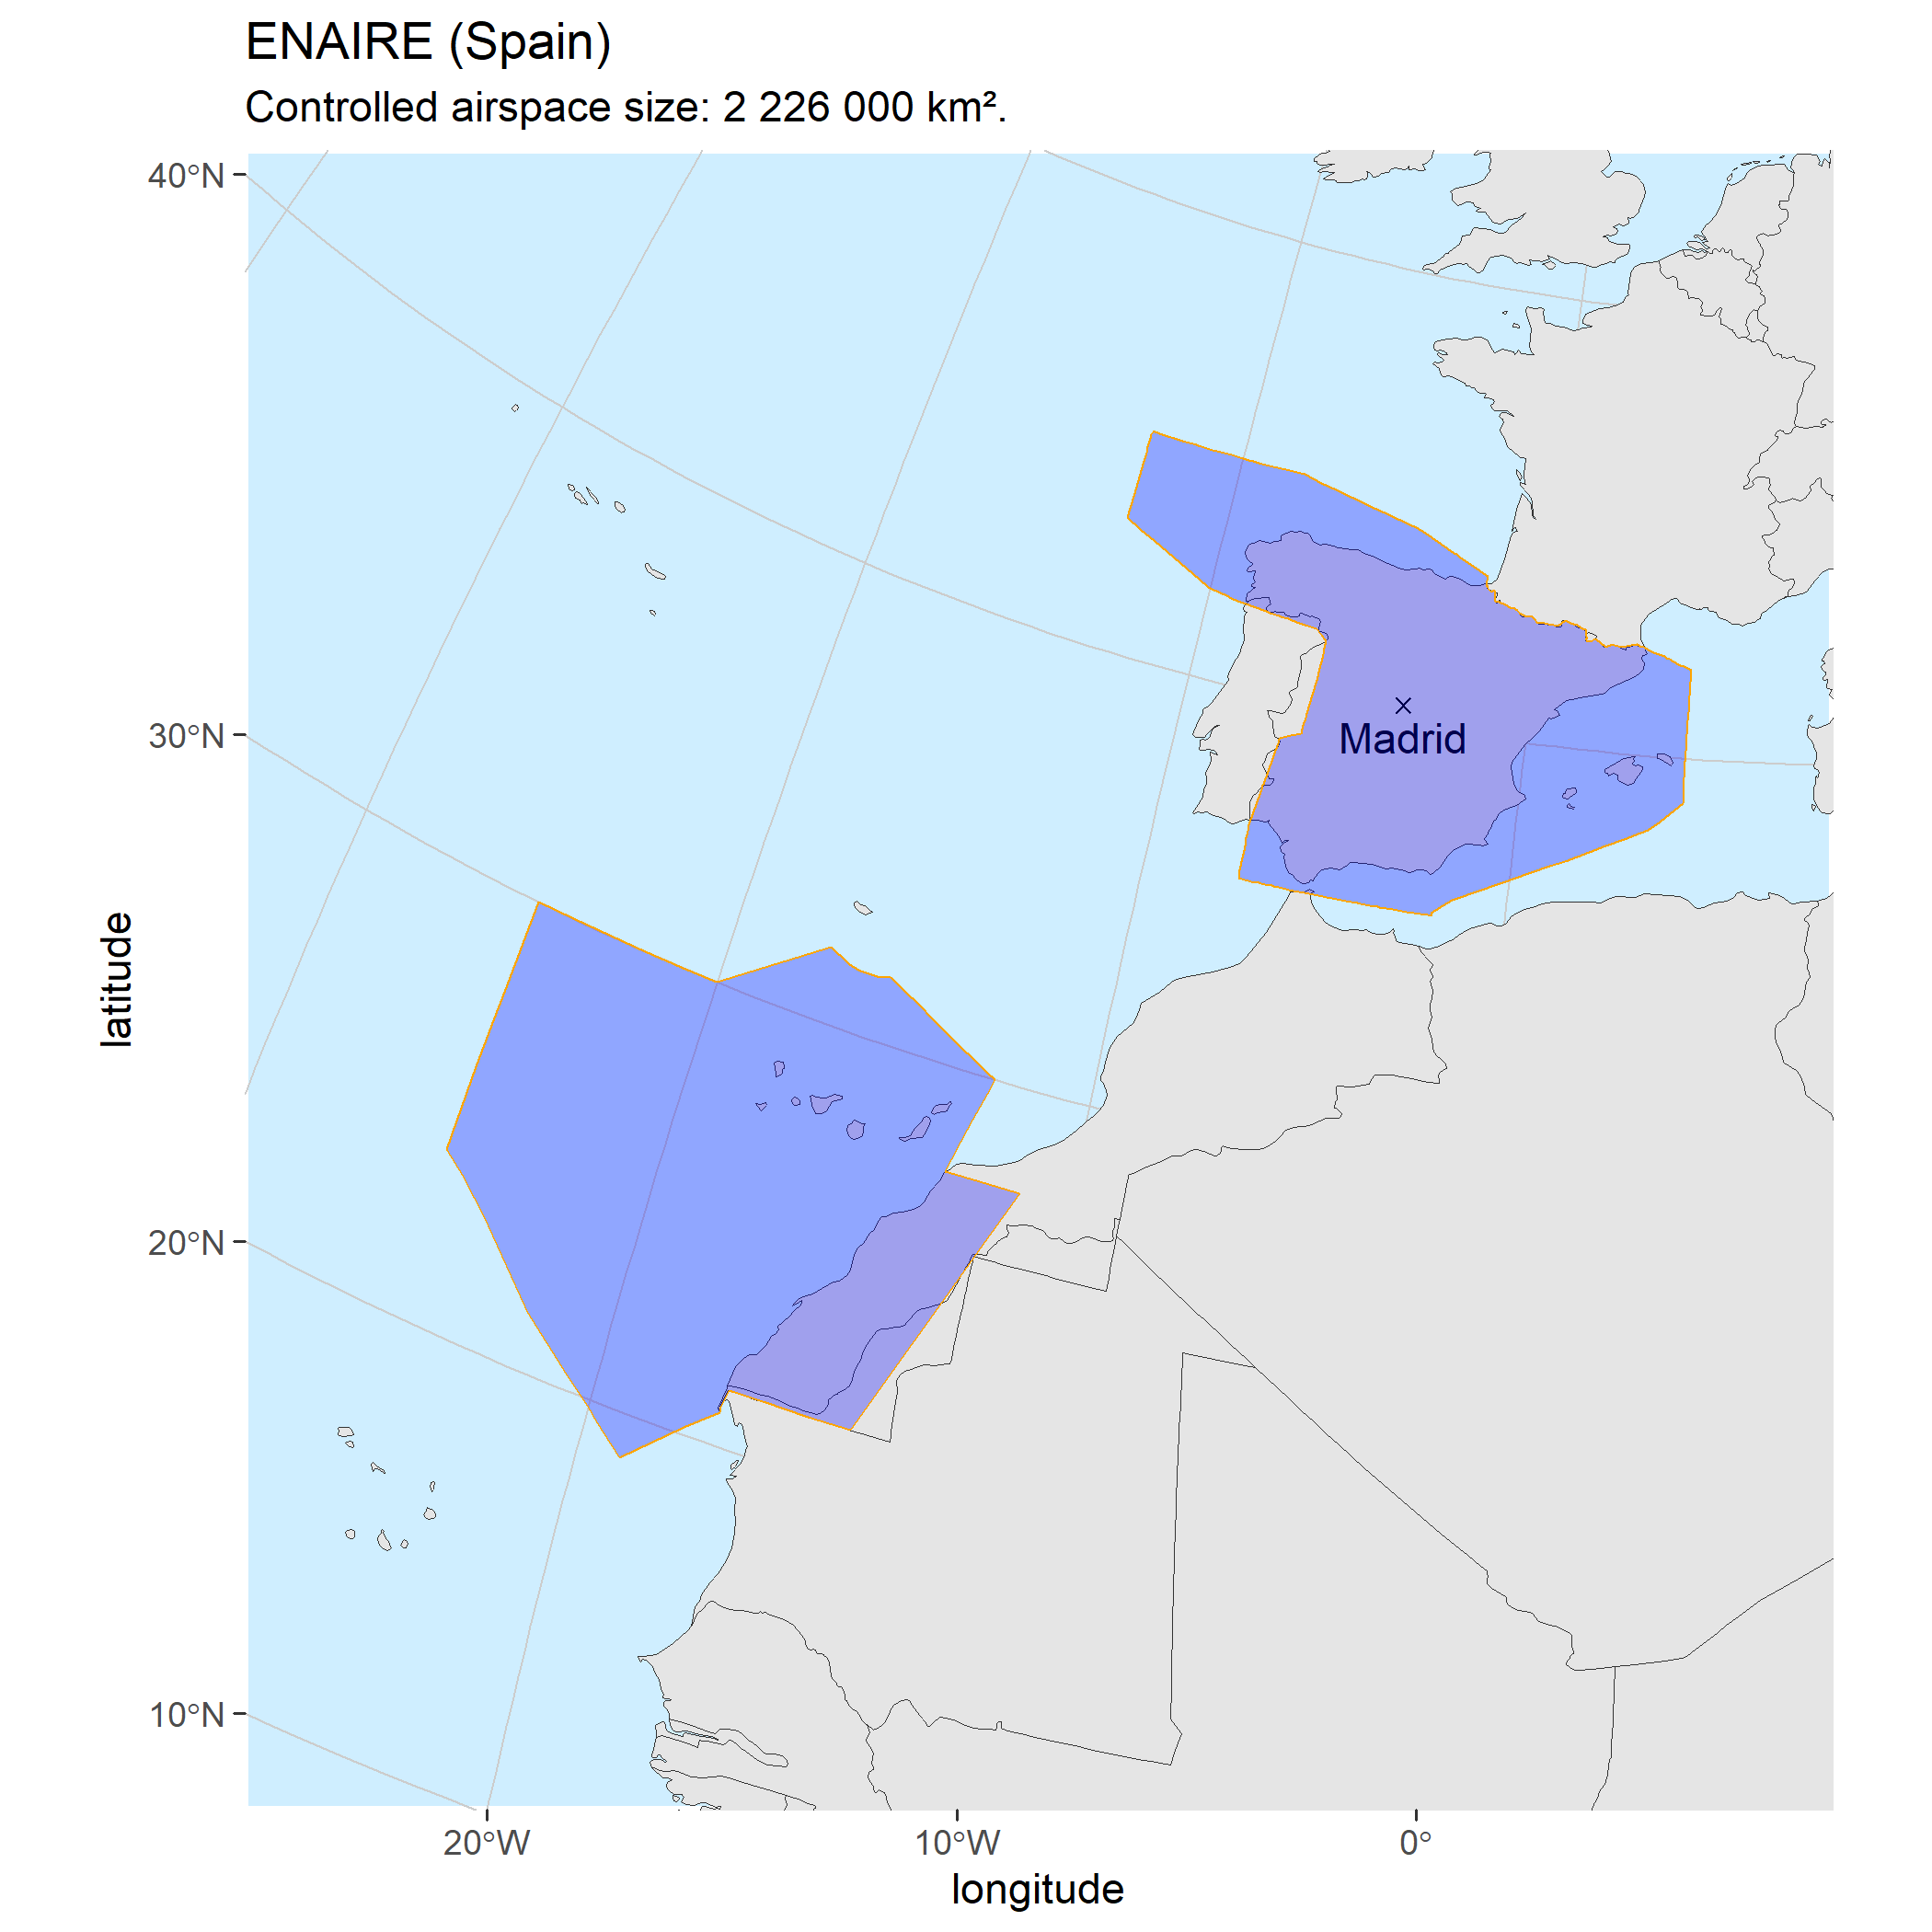 ENAIRE (Spain)
Controlled airspace size: 2 226 000 km².
40°N
30°N
20°N
10°N
latitude
Madrid
20°W
10°W
0°
longitude